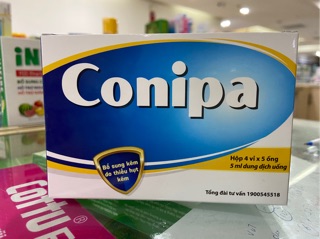 iN
Conipa
Bổ sung kẽm
do thiếu hụt
kẽm
Hộp 4 vỉ x 5 ống
5 ml dung dịch uống
Tổng đài tư vấn 1900545518